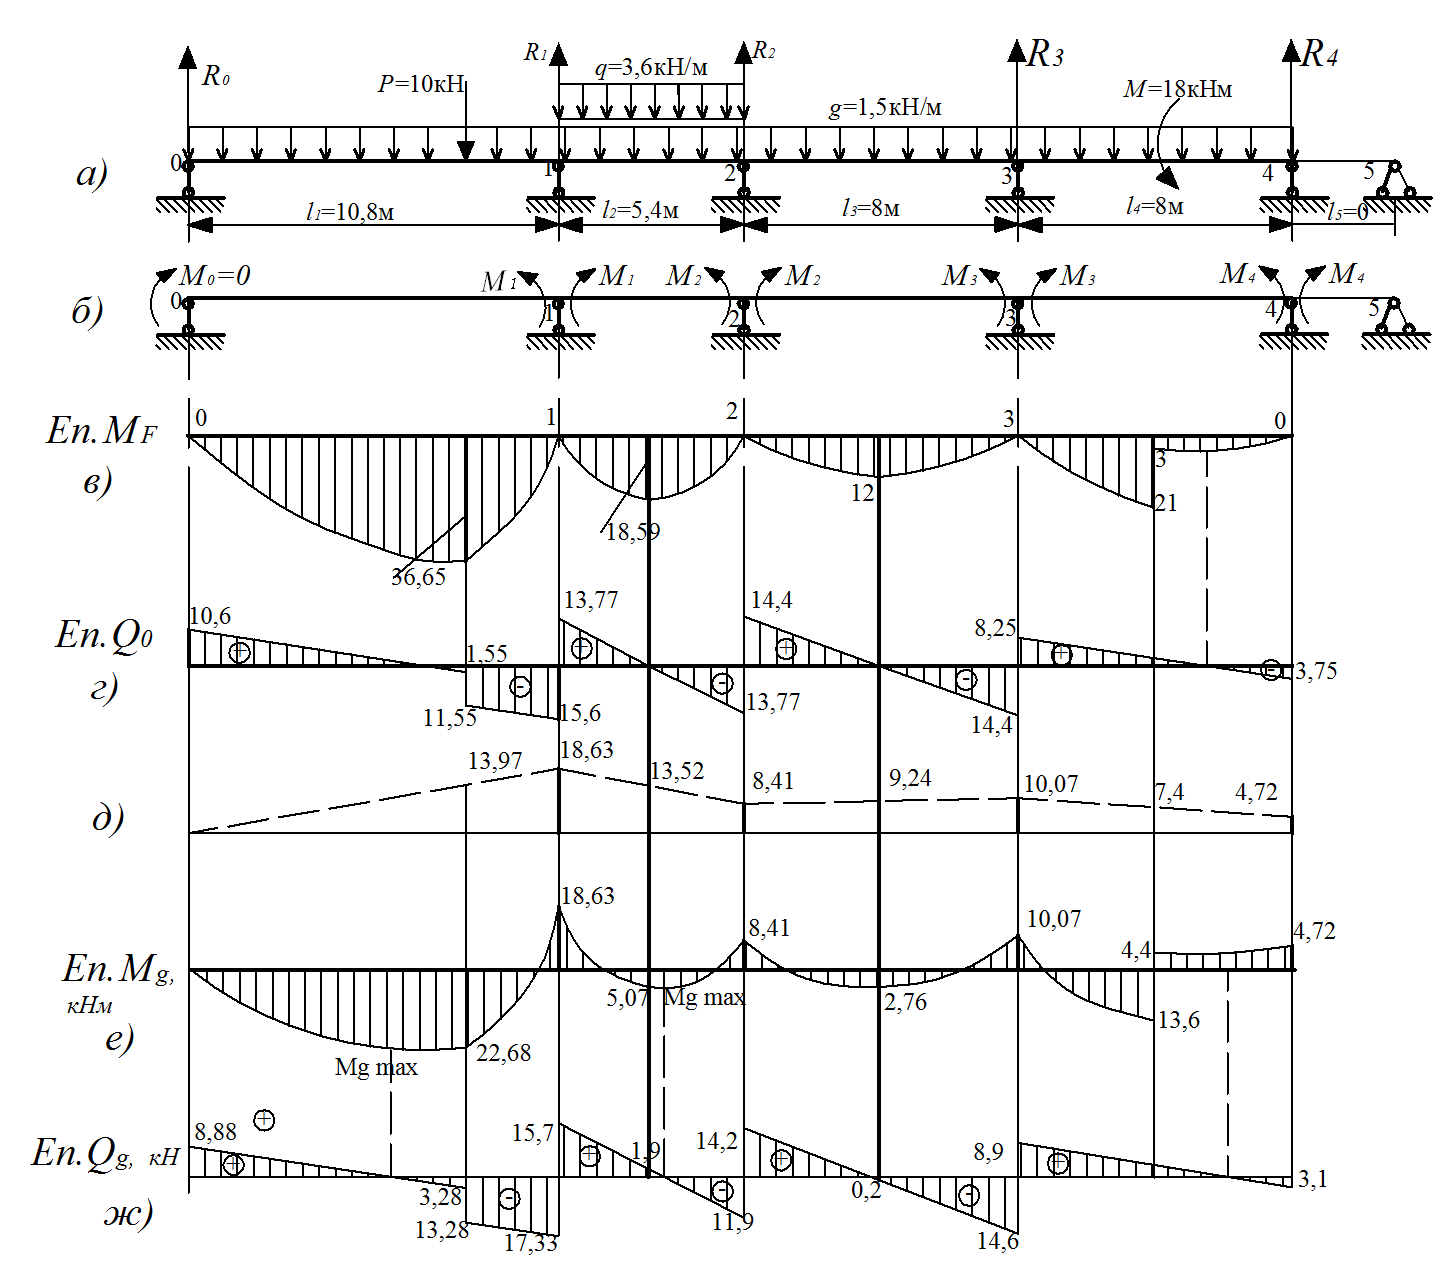 R0
P=10кН
R1
q=3,6кН/м
R2
g=1,5кН/м
R3
M=18кНм
R4
а)
0
1
2
3
4
5
l1=10,8м
l2=5,4м
l3=8м
l4=8м
l5=0
M0=0
M1
M1
M2
M2
M3
M3
M4
M4
б)
0
1
2
3
4
5
Еп.MF
в)
0
1
2
3
0
36,65
18,59
12
3
21
Еп.Q0
г)
10,6
+
1,55
11,55
-
15,6
13,77
+
-
13,77
14,4
+
-
14,4
8,25
+
-
3,75
д)
13,97
18,63
13,52
8,41
9,24
10,07
7,4
4,72
Еп.Mg,
кНм
е)
Mg max
22,68
18,63
5,07
Mg max
8,41
2,76
10,07
4,4
13,6
4,72
Еп.Qg, кН
ж)
8,88
+
+
3,28
13,28
-
17,33
15,7
+
1,9
-
11,9
14,2
+
0,2
-
14,6
8,9
+
3,1